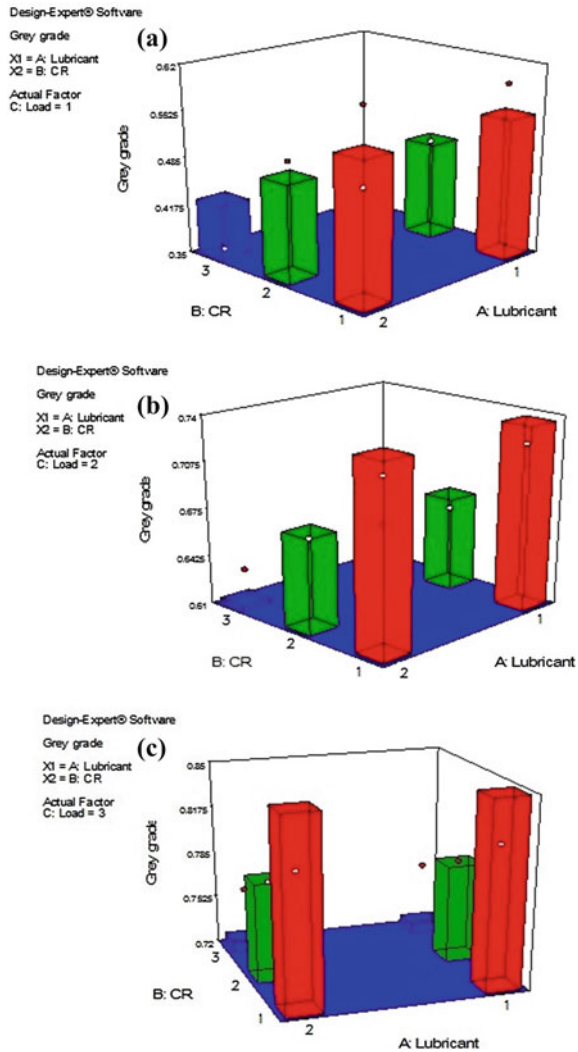 Design-Expert® Software
Grey grade
X1 = A: Lubricant
X2 = B: CR
Actual Factor
C: Load = 1
(a)
0.62
0.5525
0.485
0.4175
0.35
Grey grade
3
2
1
B: CR
2
1
A: Lubricant
Design-Expert® Software
Grey grade
X1 = A: Lubricant
X2 = B: CR
Actual Factor
C: Load = 2
(b)
0.74
0.7075
0.675
0.6425
0.61
Grey grade
3
2
1
B: CR
2
1
A: Lubricant
Design-Expert® Software
Grey grade
X1 = A: Lubricant
X2 = B: CR
Actual Factor
C: Load = 3
(c)
0.85
0.8175
0.785
0.7525
0.72
Grey grade
3
2
1
B: CR
2
1
A: Lubricant